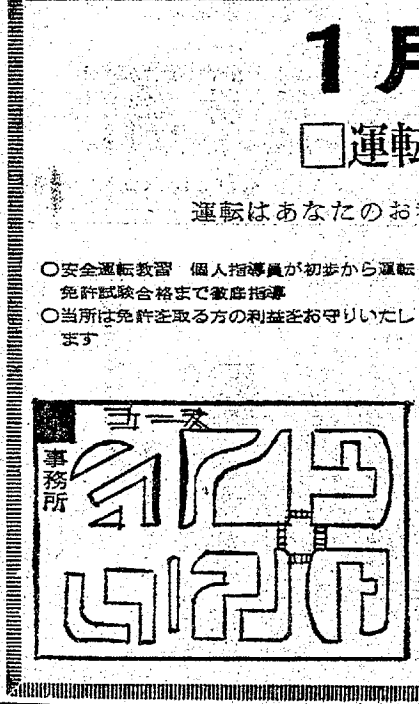 1月
□運転
運転はあなたのお
○安全運転教習 個人指導員が初歩から運転
免許試験合格まで徹底指導
○当所は免許を取る方の利益をお守りいたし
ます
コース
事務所